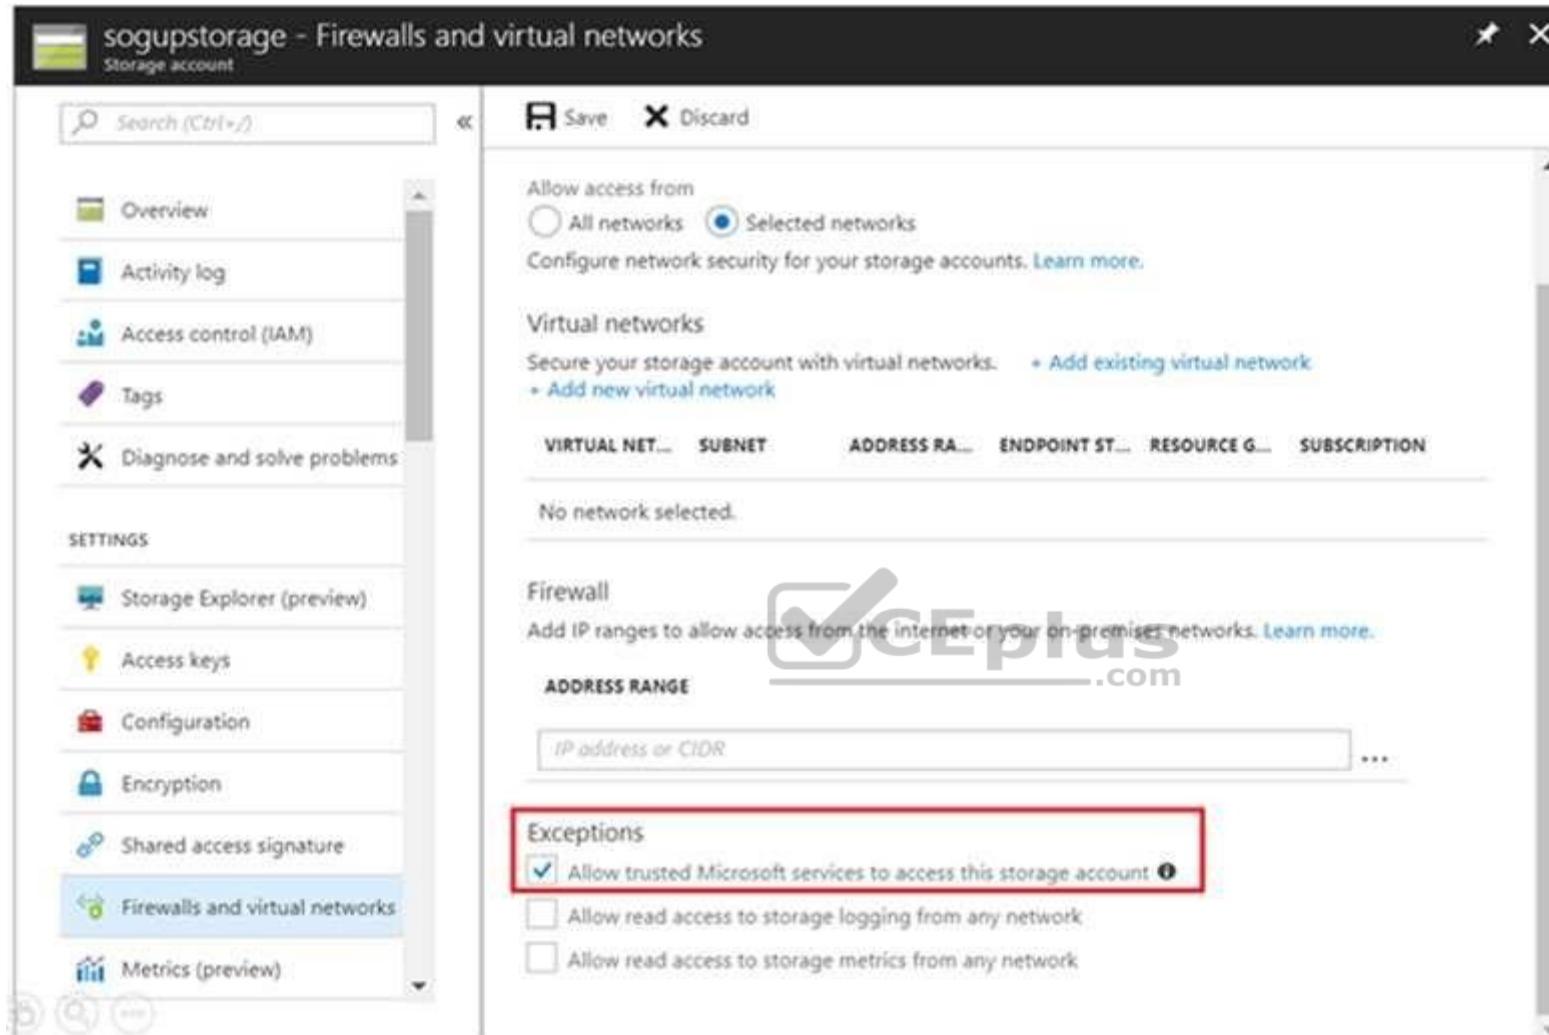 sogupstorage - Firewalls and virtual networks
Storage account
Search (Ctrl+/)
«
Overview
Activity log
Access control (IAM)
Tags
Diagnose and solve problems
SETTINGS
Storage Explorer (preview)
Access keys
Configuration
Encryption
Shared access signature
Firewalls and virtual networks
Metrics (preview)
Save Discard
Allow access from
All networks Selected networks
Configure network security for your storage accounts. Learn more.
Virtual networks
Secure your storage account with virtual networks. + Add existing virtual network
+ Add new virtual network
VIRTUAL NET... SUBNET ADDRESS RA... ENDPOINT ST... RESOURCE G... SUBSCRIPTION
No network selected.
Firewall
Add IP ranges to allow access from the internet or your on-premises networks. Learn more.
CEplus
.com
ADDRESS RANGE
IP address or CIDR
...
Exceptions
Allow trusted Microsoft services to access this storage account
Allow read access to storage logging from any network
Allow read access to storage metrics from any network